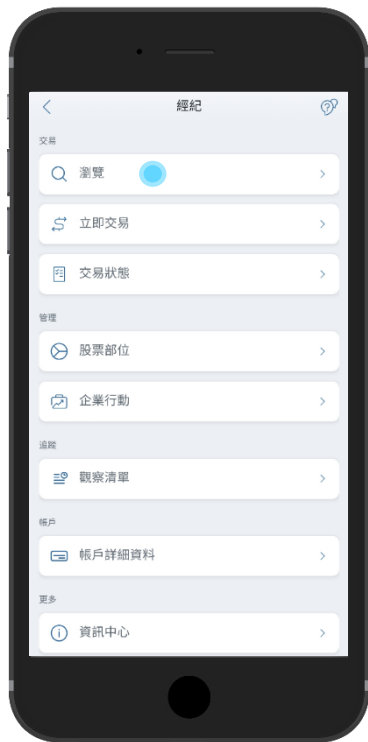 經紀
交易
瀏覽
立即交易
交易狀態
管理
股票部位
企業行動
追蹤
觀察清單
帳戶
帳戶詳細資料
更多
資訊中心